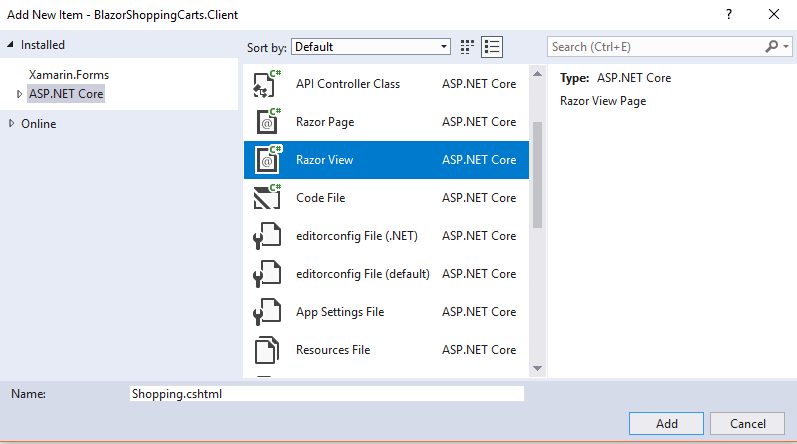 Add New Item - BlazorShoppingCarts.Client ? ×
Installed
Xamarin.Forms
ASP.NET Core
Online
Sort by: Default
Search (Ctrl+E)
C# API Controller Class ASP.NET Core
C# @ Razor Page ASP.NET Core
C# @ Razor View ASP.NET Core
C# Code File ASP.NET Core
editorconfig File (.NET) ASP.NET Core
editorconfig File (default) ASP.NET Core
App Settings File ASP.NET Core
Resources File ASP.NET Core
Type: ASP.NET Core
Razor View Page
Name: Shopping.cshtml
Add Cancel